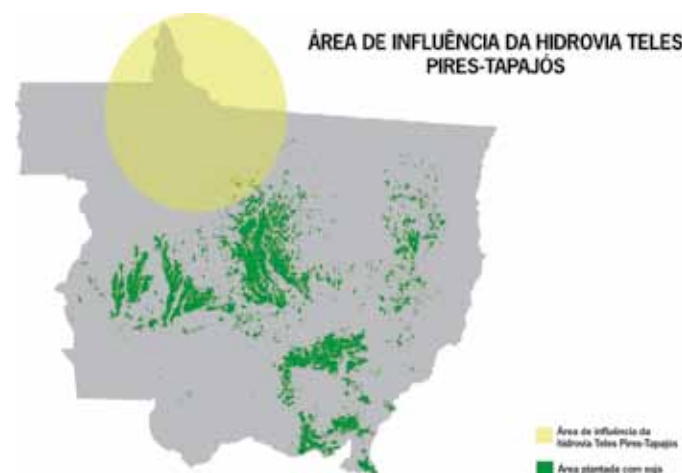 ÁREA DE INFLUÊNCIA DA HIDROVIA TELES
PIRES-TAPAJÓS
Área de influência da
hidrovia Teles Pires-Tapajós
Área plantada com soja